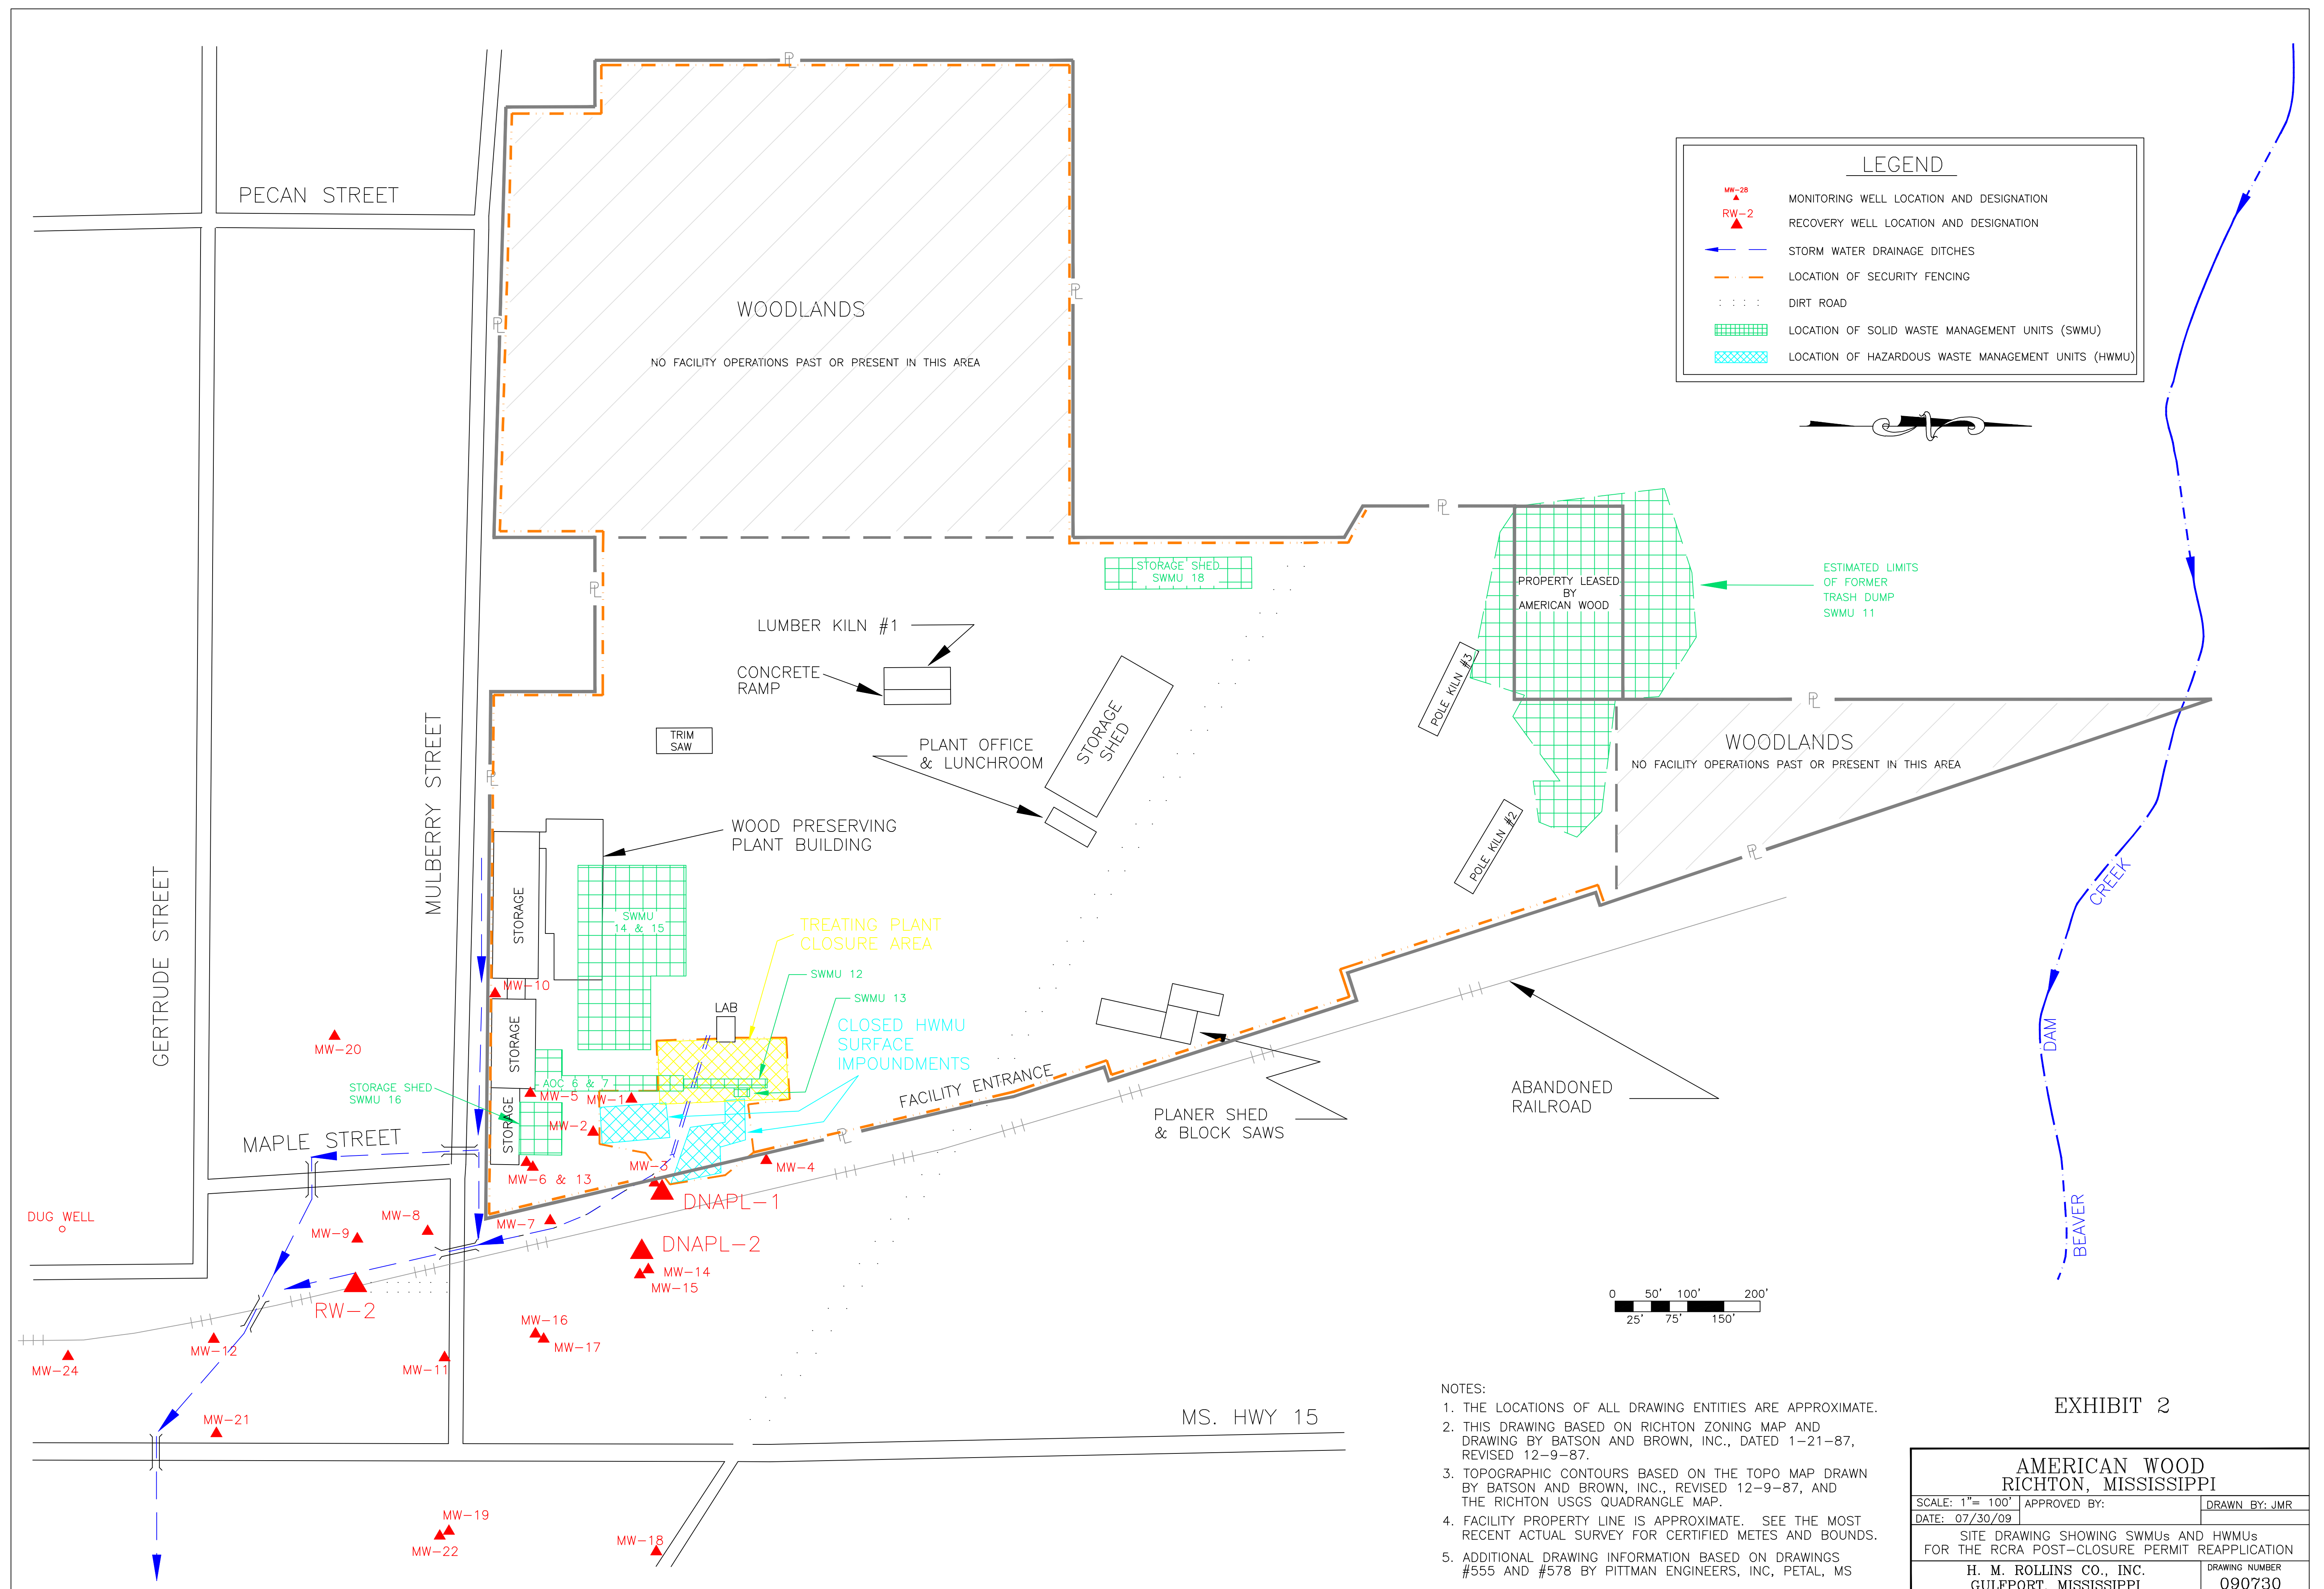 PECAN STREET
WOODLANDS
NO FACILITY OPERATIONS PAST OR PRESENT IN THIS AREA
PL
PL
PL
PL
PL
PL
PL
PL
PL
LEGEND
MW-28
MONITORING WELL LOCATION AND DESIGNATION
RW-2
RECOVERY WELL LOCATION AND DESIGNATION
STORM WATER DRAINAGE DITCHES
LOCATION OF SECURITY FENCING
DIRT ROAD
LOCATION OF SOLID WASTE MANAGEMENT UNITS (SWMU)
LOCATION OF HAZARDOUS WASTE MANAGEMENT UNITS (HWMU)
STORAGE SHED
SWMU 18
PROPERTY LEASED
BY
AMERICAN WOOD
ESTIMATED LIMITS
OF FORMER
TRASH DUMP
SWMU 11
LUMBER KILN #1
CONCRETE
RAMP
TRIM
SAW
PLANT OFFICE
& LUNCHROOM
STORAGE
SHED
POLE KILN #3
POLE KILN #2
WOODLANDS
NO FACILITY OPERATIONS PAST OR PRESENT IN THIS AREA
MULBERRY STREET
GERTRUDE STREET
WOOD PRESERVING
PLANT BUILDING
STORAGE
SWMU
14 & 15
TREATING PLANT
CLOSURE AREA
SWMU 12
SWMU 13
CLOSED HWMU
SURFACE
IMPOUNDMENTS
LAB
MW-10
STORAGE
MW-20
STORAGE SHED
SWMU 16
AOC 6 & 7
MW-5
MW-1
STORAGE
MW-2
FACILITY ENTRANCE
MAPLE STREET
PLANER SHED
& BLOCK SAWS
ABANDONED
RAILROAD
CREEK
DAM
BEAVER
MW-3
MW-4
MW-6 & 13
DNAPL-1
DUG WELL
MW-9
MW-8
MW-7
DNAPL-2
MW-14
MW-15
RW-2
MW-16
MW-17
MW-12
MW-24
MW-11
MW-21
MS. HWY 15
MW-19
MW-22
MW-18
0 50' 100' 200'
25' 75' 150'
NOTES:
1. THE LOCATIONS OF ALL DRAWING ENTITIES ARE APPROXIMATE.
2. THIS DRAWING BASED ON RICHTON ZONING MAP AND
DRAWING BY BATSON AND BROWN, INC., DATED 1-21-87,
REVISED 12-9-87.
3. TOPOGRAPHIC CONTOURS BASED ON THE TOPO MAP DRAWN
BY BATSON AND BROWN, INC., REVISED 12-9-87, AND
THE RICHTON USGS QUADRANGLE MAP.
4. FACILITY PROPERTY LINE IS APPROXIMATE. SEE THE MOST
RECENT ACTUAL SURVEY FOR CERTIFIED METES AND BOUNDS.
5. ADDITIONAL DRAWING INFORMATION BASED ON DRAWINGS
#555 AND #578 BY PITTMAN ENGINEERS, INC, PETAL, MS
EXHIBIT 2
AMERICAN WOOD
RICHTON, MISSISSIPPI
SCALE: 1"= 100' APPROVED BY: DRAWN BY: JMR
DATE: 07/30/09
SITE DRAWING SHOWING SWMUs AND HWMUs
FOR THE RCRA POST-CLOSURE PERMIT REAPPLICATION
H. M. ROLLINS CO., INC.
GULFPORT, MISSISSIPPI
DRAWING NUMBER
090730